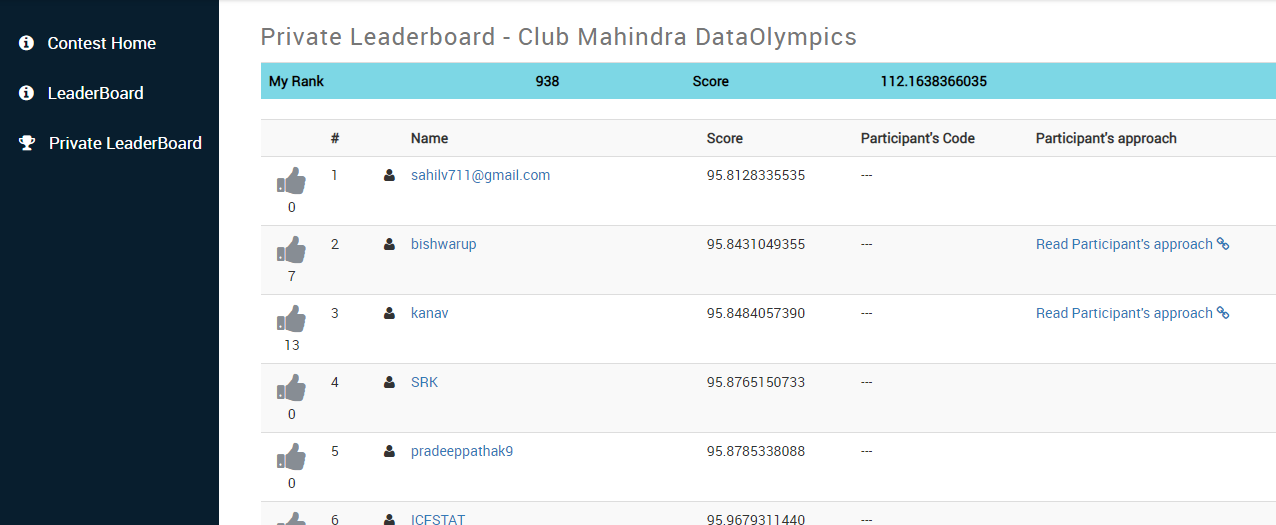 Contest Home
LeaderBoard
Private LeaderBoard
Private Leaderboard - Club Mahindra DataOlympics
My Rank 938 Score 112.1638366035
# Name Score Participant's Code Participant's approach
1 sahilv711@gmail.com 95.8128335535 ---
0
2 bishwarup 95.8431049355 --- Read Participant's approach
7
3 kanav 95.8484057390 --- Read Participant's approach
13
4 SRK 95.8765150733 ---
0
5 pradeeppathak9 95.8785338088 ---
0
6 ICFSTAT 95.9679311440 ---